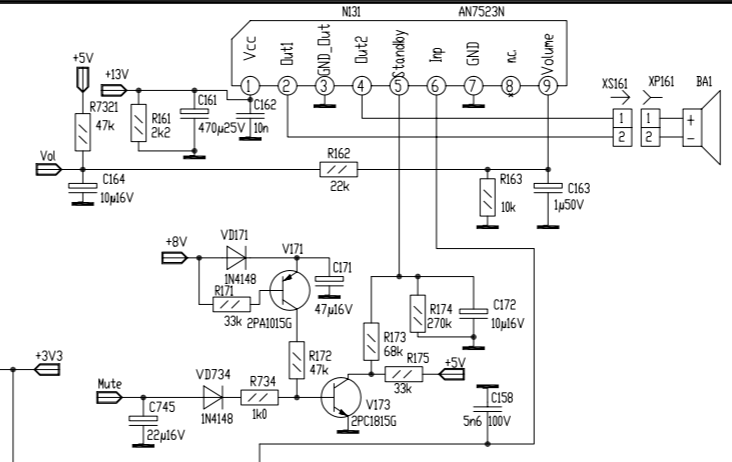 N131 AN7523N
Vcc Out1 GND_Out Out2 Standby Inp GND nc. Volume
1 2 3 4 5 6 7 8 9
+5V
+13V
R7321 47k
R161 2k2
C161 470µ25V
C162 10n
XS161 XP161 BA1
1 1 +
2 2 -
Vol
C164 10µ16V
R162 22k
R163 10k
C163 1µ50V
+8V
VD171 1N4148
V171 2PA1015G
C171 47µ16V
R171 33k
R174 270k
C172 10µ16V
R173 68k
R172 47k
R175 33k
+5V
+3V3
Mute
VD734 1N4148
R734 1k0
V173 2PC1815G
C158 5n6 100V
C745 22µ16V